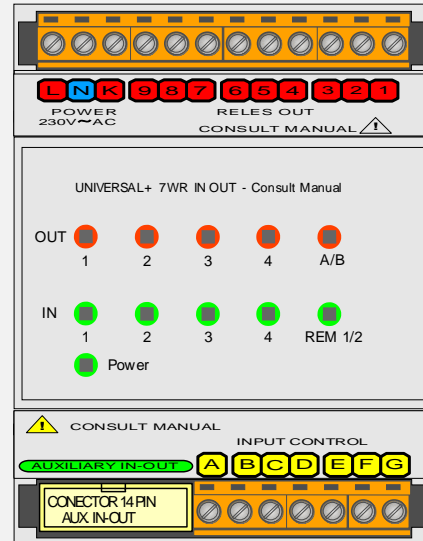 L N K 9 8 7 6 5 4 3 2 1
POWER RELES OUT
230V~AC CONSULT MANUAL
UNIVERSAL+ 7WR IN OUT - Consult Manual
OUT
1 2 3 4 A/B
IN
1 2 3 4 REM 1/2
Power
CONSULT MANUAL
INPUT CONTROL
AUXILIARY IN-OUT A B C D E F G
CONECTOR 14 PIN
AUX. IN-OUT